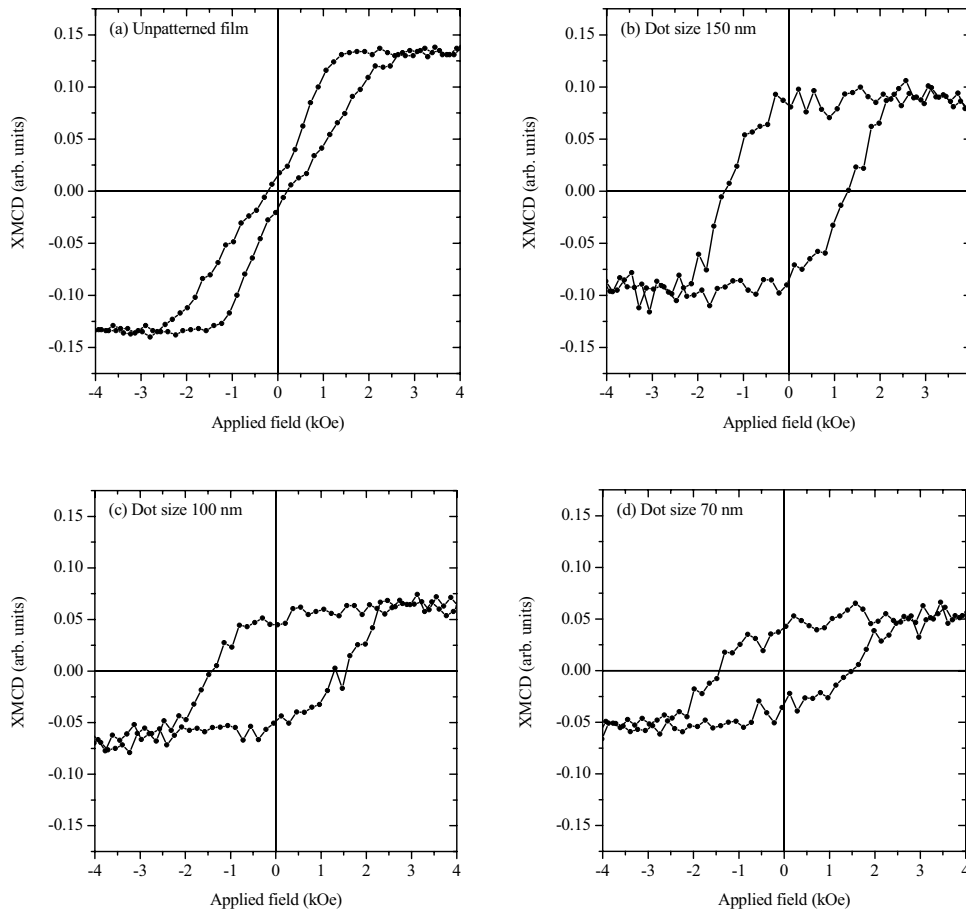 (a) Unpatterned film
0.15
0.10
0.05
0.00
-0.05
-0.10
-0.15
XMCD (arb. units)
-4 -3 -2 -1 0 1 2 3 4
Applied field (kOe)
(b) Dot size 150 nm
0.15
0.10
0.05
0.00
-0.05
-0.10
-0.15
XMCD (arb. units)
-4 -3 -2 -1 0 1 2 3
Applied field (kOe)
(c) Dot size 100 nm
0.15
0.10
0.05
0.00
-0.05
-0.10
-0.15
XMCD (arb. units)
-4 -3 -2 -1 0 1 2 3 4
Applied field (kOe)
(d) Dot size 70 nm
0.15
0.10
0.05
0.00
-0.05
-0.10
-0.15
XMCD (arb. units)
-4 -3 -2 -1 0 1 2 3 4
Applied field (kOe)